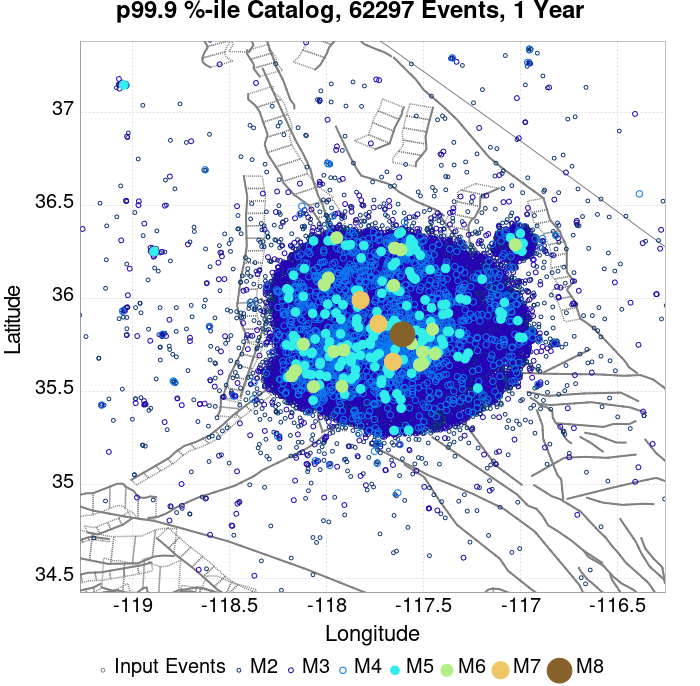 p99.9 %-ile Catalog, 62297 Events, 1 Year
37
36.5
36
35.5
35
34.5
Latitude
-119 -118.5 -118 -117.5 -117 -116.5
Longitude
Input Events M2 M3 M4 M5 M6 M7 M8